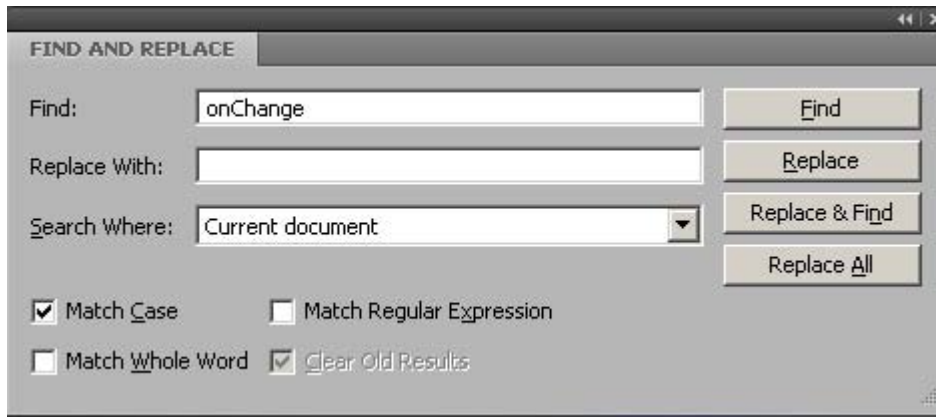 FIND AND REPLACE
Find: onChange Find
Replace With: Replace
Search Where: Current document Replace & Find
Replace All
Match Case Match Regular Expression
Match Whole Word Clear Old Results